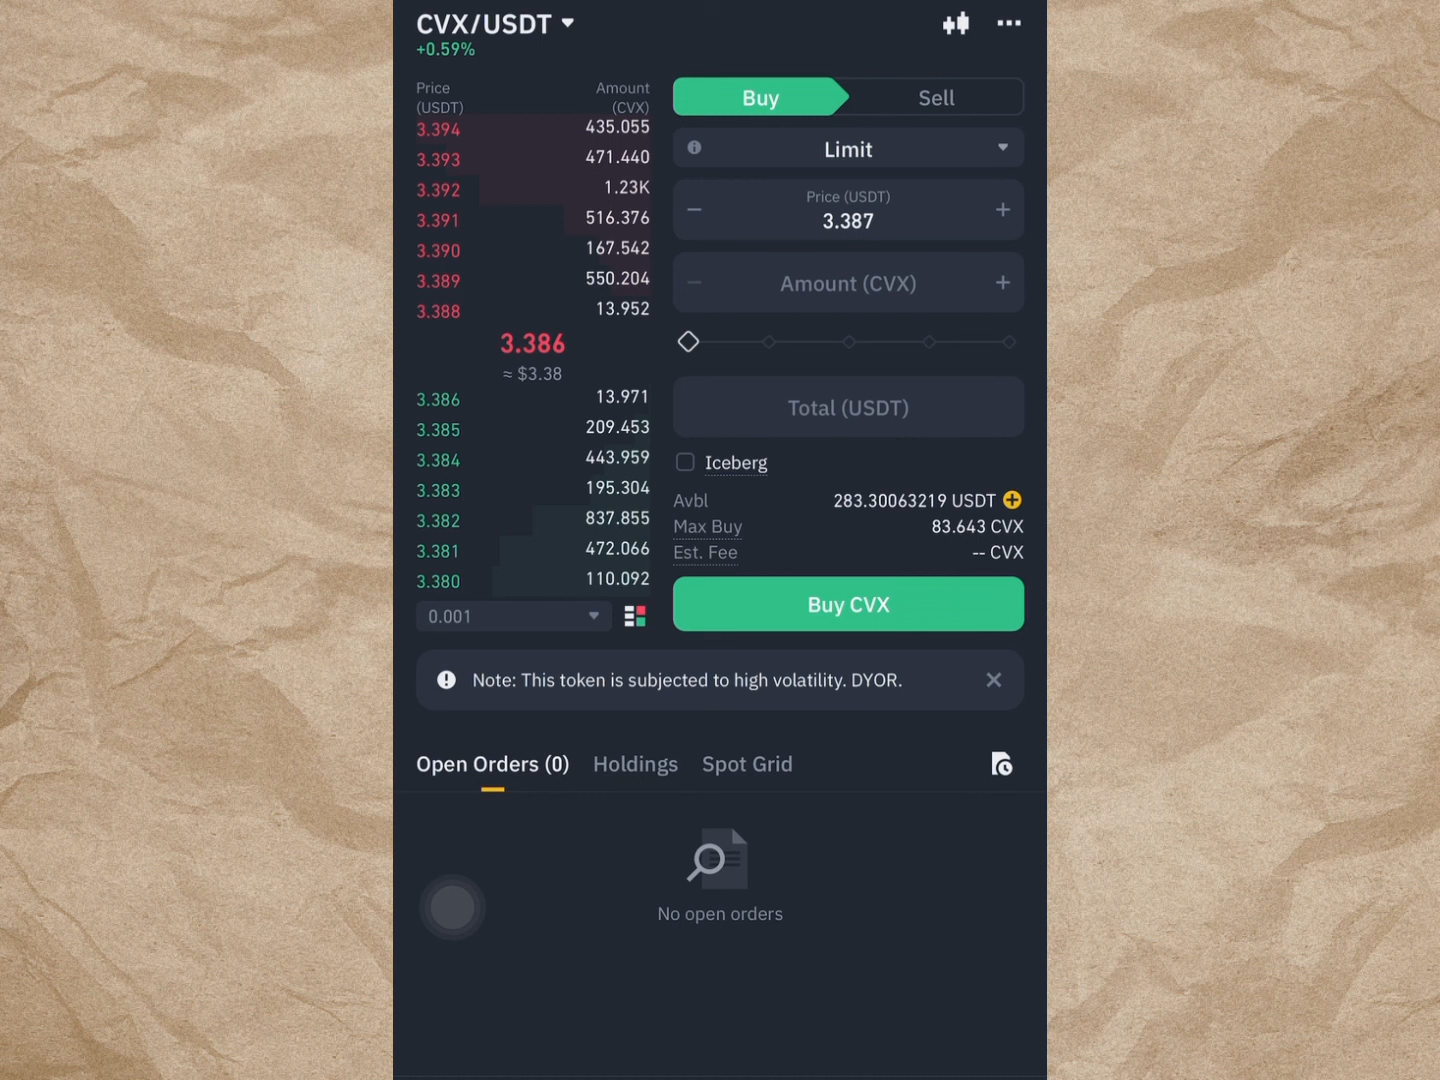 CVX/USDT
+0.59%
Price
(USDT)
Amount
(CVX)
3.394 435.055
3.393 471.440
3.392 1.23K
3.391 516.376
3.390 167.542
3.389 550.204
3.388 13.952
3.386
≈ $3.38
3.386 13.971
3.385 209.453
3.384 443.959
3.383 195.304
3.382 837.855
3.381 472.066
3.380 110.092
0.001
Buy Sell
Limit
Price (USDT)
− 3.387 +
− Amount (CVX) +
Total (USDT)
Iceberg
Avbl 283.30063219 USDT
Max Buy 83.643 CVX
Est. Fee -- CVX
Buy CVX
Note: This token is subjected to high volatility. DYOR.
Open Orders (0) Holdings Spot Grid
No open orders